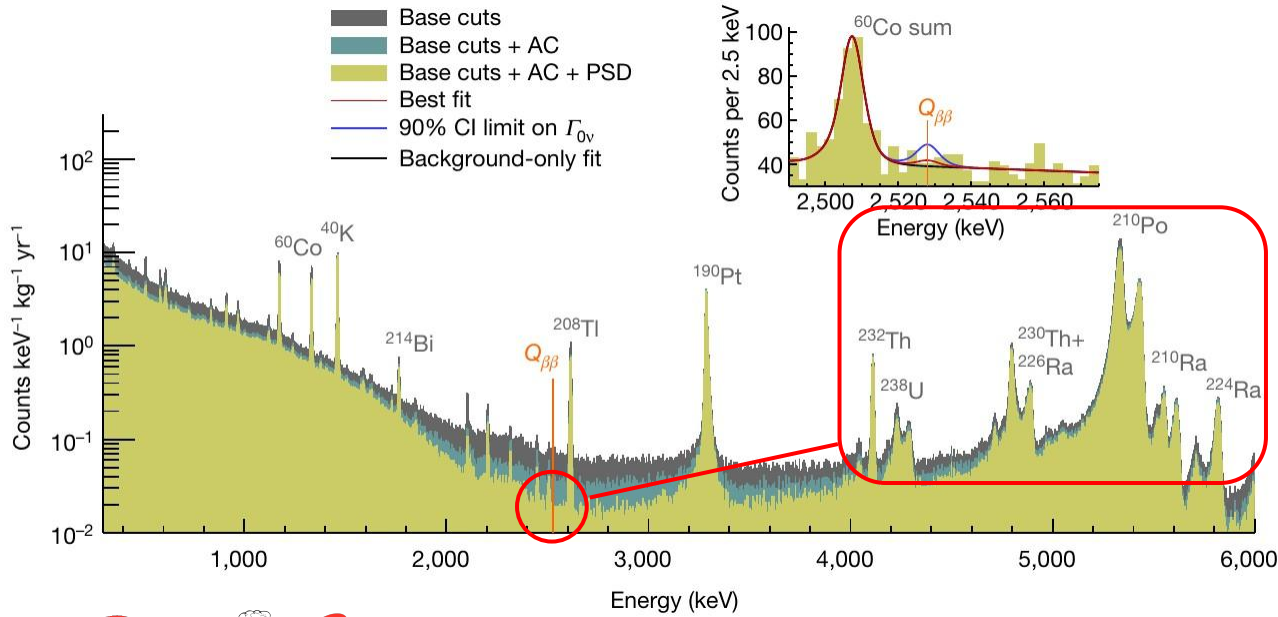 Base cuts
Base cuts + AC
Base cuts + AC + PSD
Best fit
90% CI limit on Γ₀ᵥ
Background-only fit
Counts per 2.5 keV
100
80
60
40
⁶⁰Co sum
Qββ
2,500 2,520 2,540 2,560
Energy (keV)
Counts keV⁻¹ kg⁻¹ yr⁻¹
10²
10¹
10⁰
10⁻¹
10⁻²
⁶⁰Co
⁴⁰K
²¹⁴Bi
Qββ
²⁰⁸Tl
¹⁹⁰Pt
²³²Th
²³⁸U
²³⁰Th+
²²⁶Ra
²¹⁰Po
²¹⁰Ra
²²⁴Ra
1,000 2,000 3,000 4,000 5,000 6,000
Energy (keV)